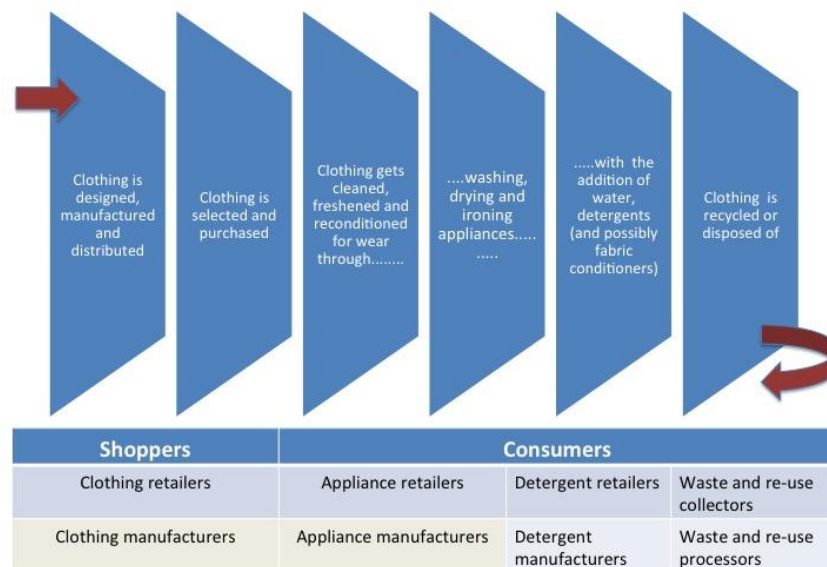 Clothing is
designed,
manufactured
and
distributed
Clothing is
selected and
purchased
Clothing gets
cleaned,
freshened and
reconditioned
for wear
through........
....washing,
drying and
ironing
appliances.....
.....
.....with the
addition of
water,
detergents
(and possibly
fabric
conditioners)
Clothing is
recycled or
disposed of
Shoppers
Consumers
Clothing retailers
Appliance retailers
Detergent retailers
Waste and re-use
collectors
Clothing manufacturers
Appliance manufacturers
Detergent
manufacturers
Waste and re-use
processors